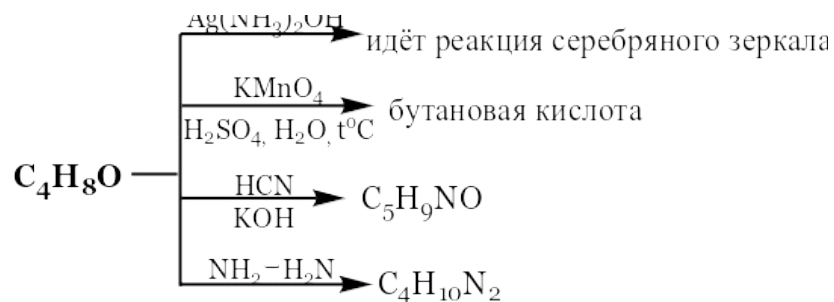 Ag(NH₃)₂OH
идёт реакция серебряного зеркала
KMnO₄
бутановая кислота
H₂SO₄, H₂O, t°C
C₄H₈O
HCN
C₅H₉NO
KOH
NH₂−H₂N
C₄H₁₀N₂